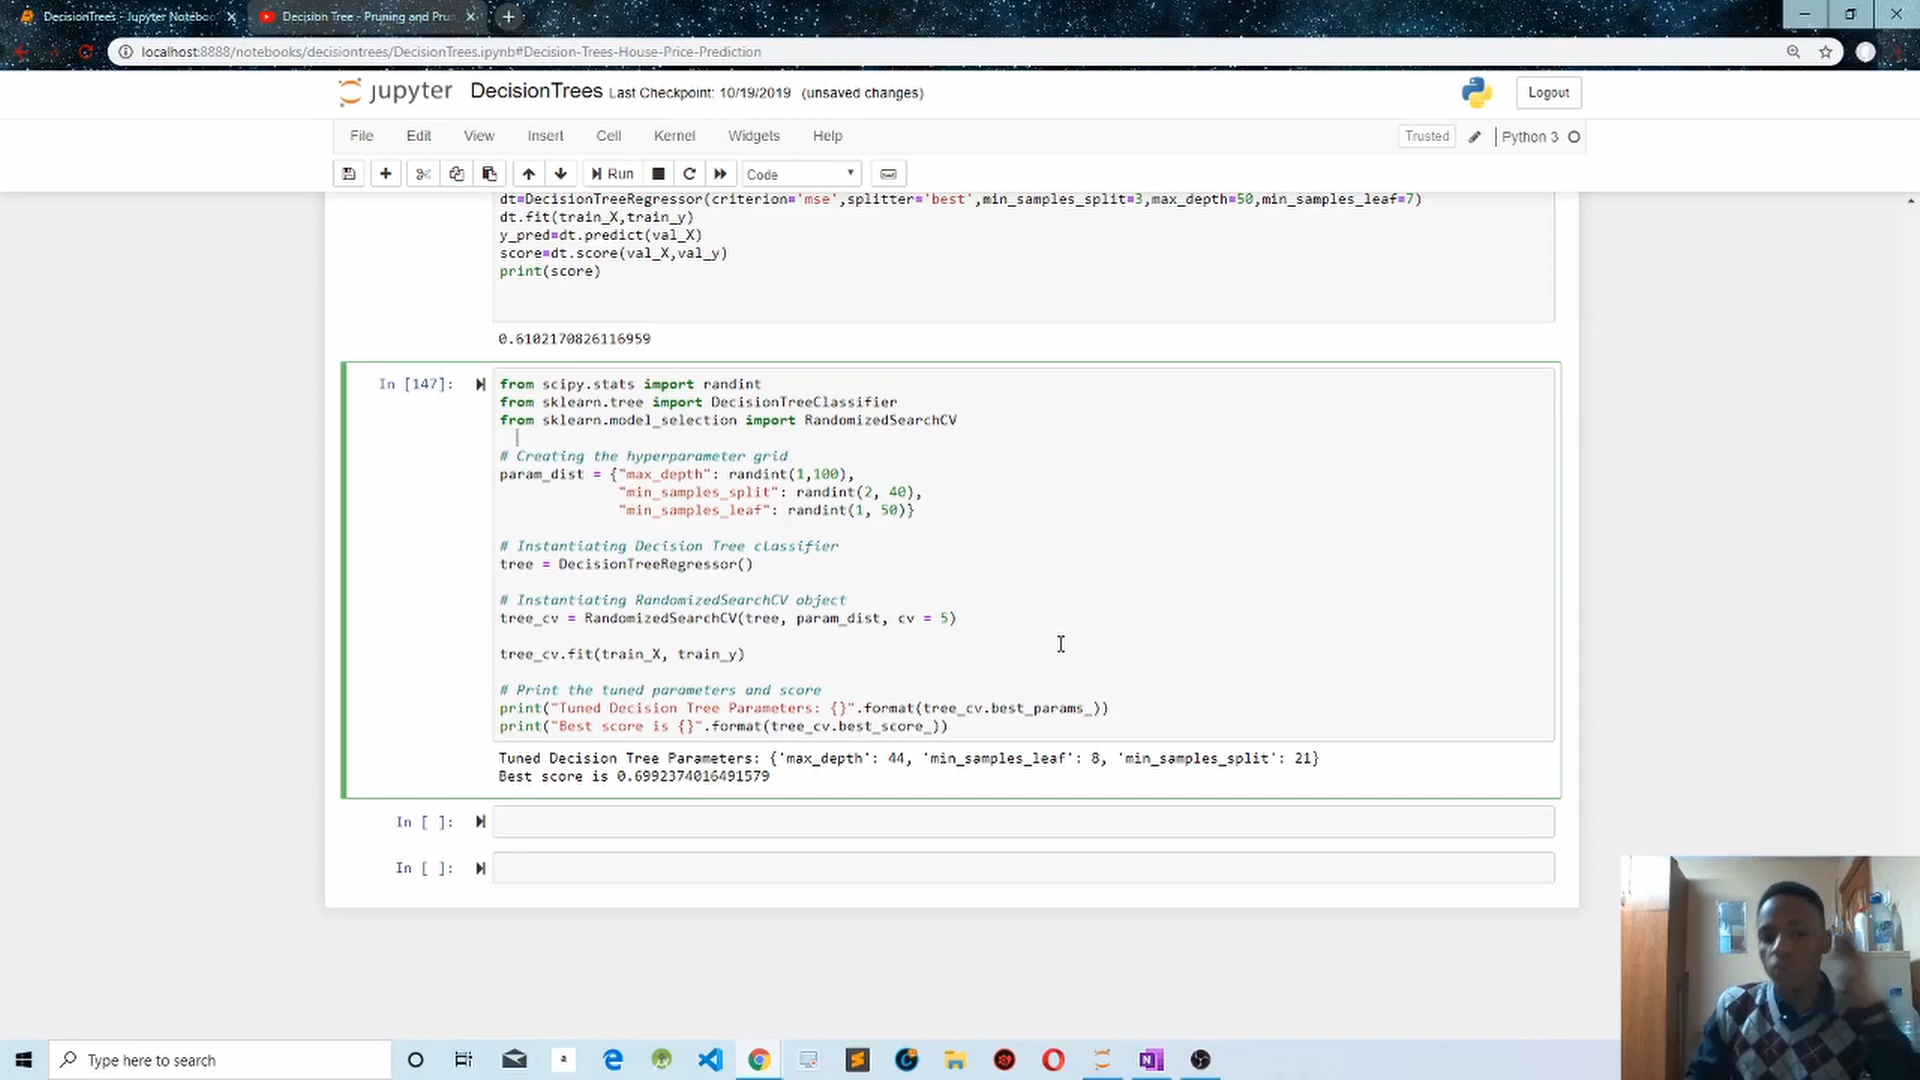 DecisionTrees - Jupyter Noteboo
Decision Tree - Pruning and Prun
localhost:8888/notebooks/decisiontrees/DecisionTrees.ipynb#Decision-Trees-House-Price-Prediction
jupyter DecisionTrees Last Checkpoint: 10/19/2019 (unsaved changes) Logout
File Edit View Insert Cell Kernel Widgets Help Trusted Python 3
Run Code
dt=DecisionTreeRegressor(criterion='mse',splitter='best',min_samples_split=3,max_depth=50,min_samples_leaf=7)
dt.fit(train_X,train_y)
y_pred=dt.predict(val_X)
score=dt.score(val_X,val_y)
print(score)
0.6102170826116959
In [147]: from scipy.stats import randint
from sklearn.tree import DecisionTreeClassifier
from sklearn.model_selection import RandomizedSearchCV
# Creating the hyperparameter grid
param_dist = {"max_depth": randint(1,100),
"min_samples_split": randint(2, 40),
"min_samples_leaf": randint(1, 50)}
# Instantiating Decision Tree classifier
tree = DecisionTreeRegressor()
# Instantiating RandomizedSearchCV object
tree_cv = RandomizedSearchCV(tree, param_dist, cv = 5)
tree_cv.fit(train_X, train_y)
# Print the tuned parameters and score
print("Tuned Decision Tree Parameters: {}".format(tree_cv.best_params_))
print("Best score is {}".format(tree_cv.best_score_))
Tuned Decision Tree Parameters: {'max_depth': 44, 'min_samples_leaf': 8, 'min_samples_split': 21}
Best score is 0.6992374016491579
In [ ]:
In [ ]:
Type here to search